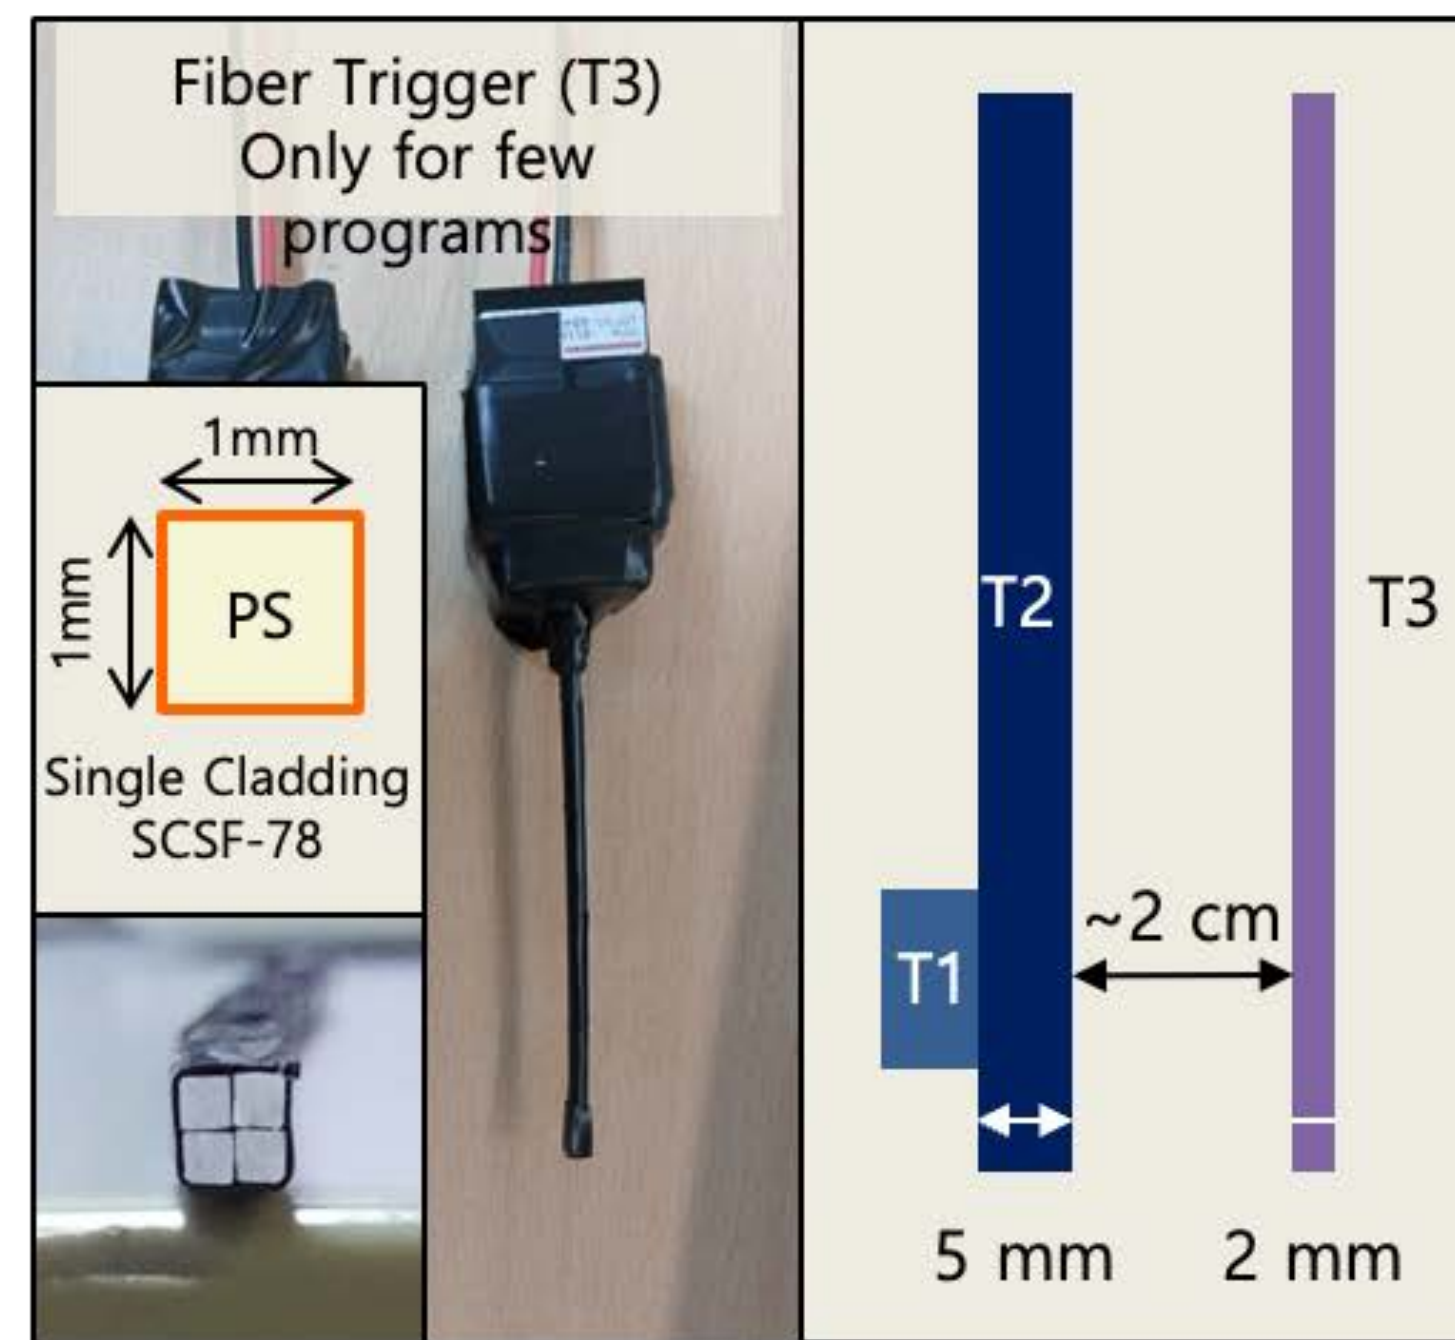 Fiber Trigger (T3)
Only for few
programs
1mm
1mm
PS
Single Cladding
SCSF-78
T2
T3
~2 cm
T1
5 mm
2 mm